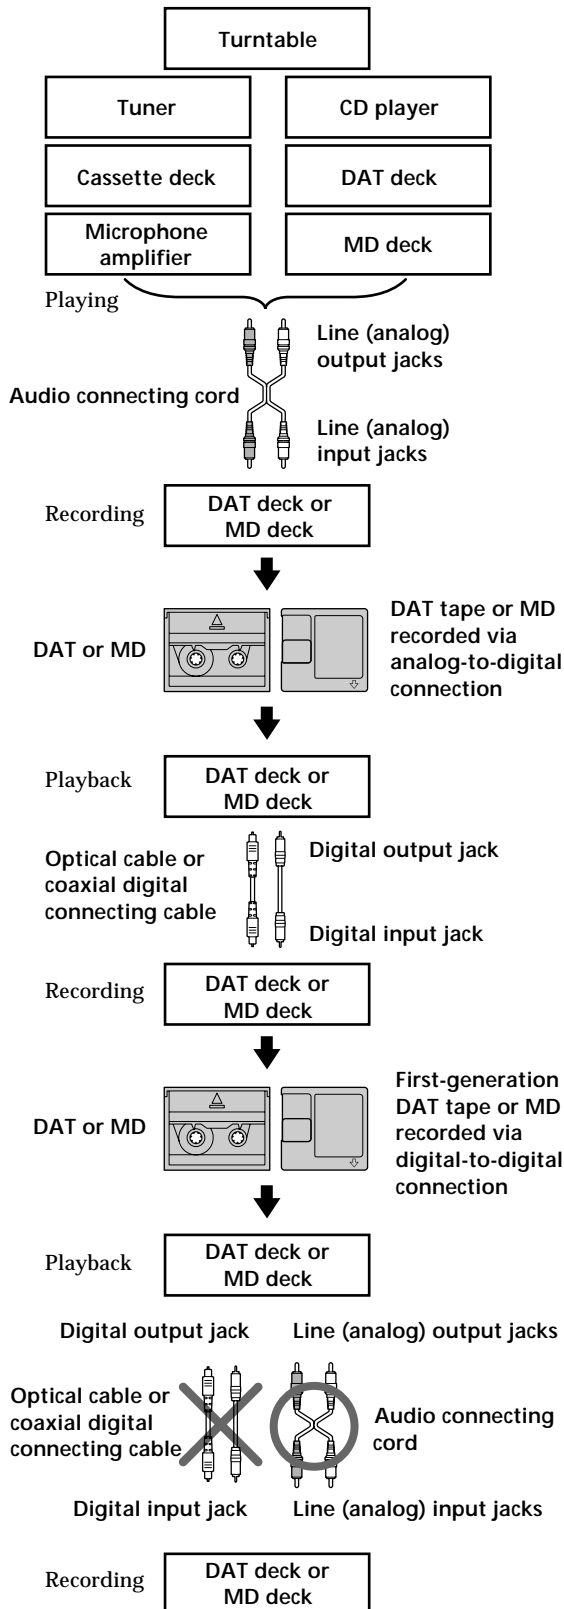 Turntable
Tuner
CD player
Cassette deck
DAT deck
Microphone
amplifier
MD deck
Playing
Line (analog)
output jacks
Audio connecting cord
Line (analog)
input jacks
Recording
DAT deck or
MD deck
DAT or MD
DAT tape or MD
recorded via
analog-to-digital
connection
Playback
DAT deck or
MD deck
Optical cable or
coaxial digital
connecting cable
Digital output jack
Digital input jack
Recording
DAT deck or
MD deck
DAT or MD
First-generation
DAT tape or MD
recorded via
digital-to-digital
connection
Playback
DAT deck or
MD deck
Digital output jack
Line (analog) output jacks
Optical cable or
coaxial digital
connecting cable
Audio connecting
cord
Digital input jack
Line (analog) input jacks
Recording
DAT deck or
MD deck